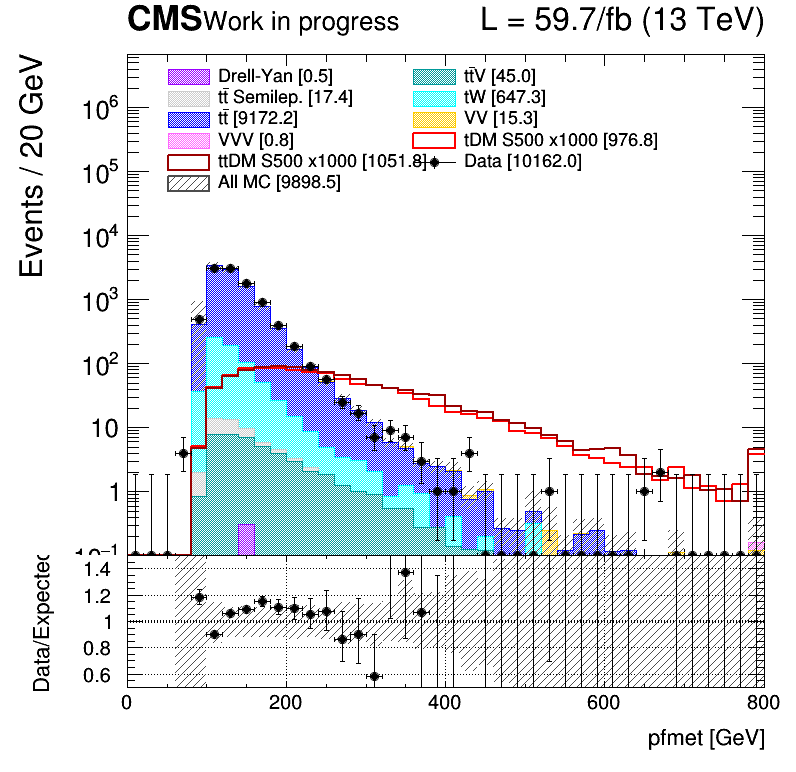 CMS Work in progress L = 59.7/fb (13 TeV)
Events / 20 GeV
Drell-Yan [0.5] tt̄V [45.0]
tt̄ Semilep. [17.4] tW [647.3]
tt̄ [9172.2] VV [15.3]
VVV [0.8] tDM S500 x1000 [976.8]
ttDM S500 x1000 [1051.8] Data [10162.0]
All MC [9898.5]
10⁶
10⁵
10⁴
10³
10²
10
1
10⁻¹
Data/Expected
1.4
1.2
1
0.8
0.6
0 200 400 600 800
pfmet [GeV]